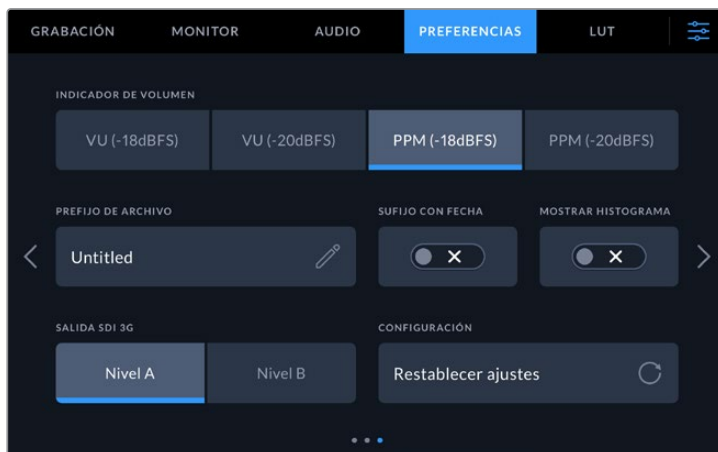 GRABACIÓN MONITOR AUDIO PREFERENCIAS LUT
INDICADOR DE VOLUMEN
VU (-18dBFS) VU (-20dBFS) PPM (-18dBFS) PPM (-20dBFS)
PREFIJO DE ARCHIVO SUFIJO CON FECHA MOSTRAR HISTOGRAMA
Untitled
SALIDA SDI 3G CONFIGURACIÓN
Nivel A Nivel B Restablecer ajustes